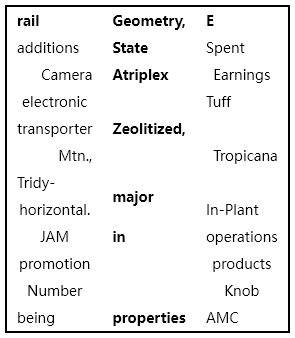 rail Geometry, E
additions State Spent
Camera Atriplex Earnings
electronic Tuff
transporter Zeolitized,
Mtn., Tropicana
Tridy-
horizontal. major In-Plant
JAM in operations
promotion products
Number Knob
being properties AMC